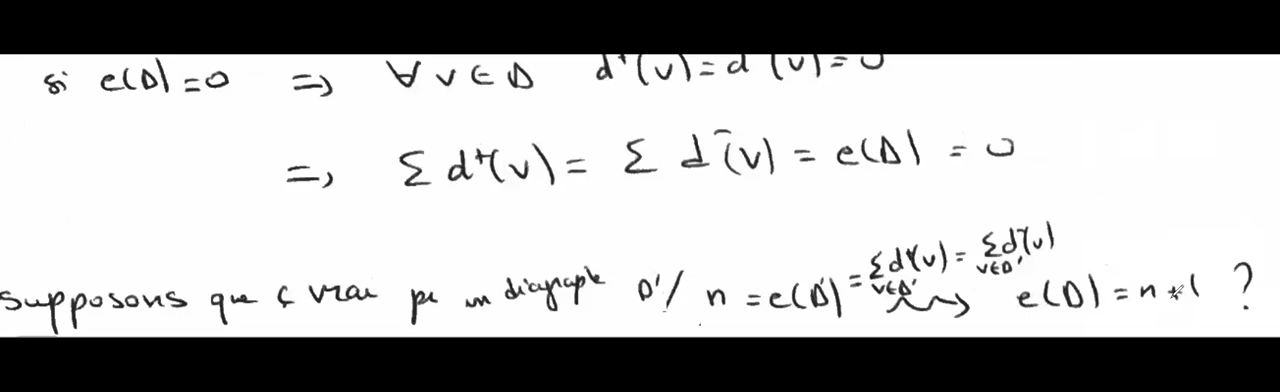 si e(D)=0 ⇒ ∀ v ∈ D d⁺(v) = d⁻(v) = 0
⇒ Σ d⁺(v) = Σ d⁻(v) = e(D) = 0
supposons que ç vrai pr un digraphe D'/ n = e(D') = Σ_{v∈D'} d⁺(v) = Σ_{v∈D'} d⁻(v) ⇝ e(D) = n+1 ?